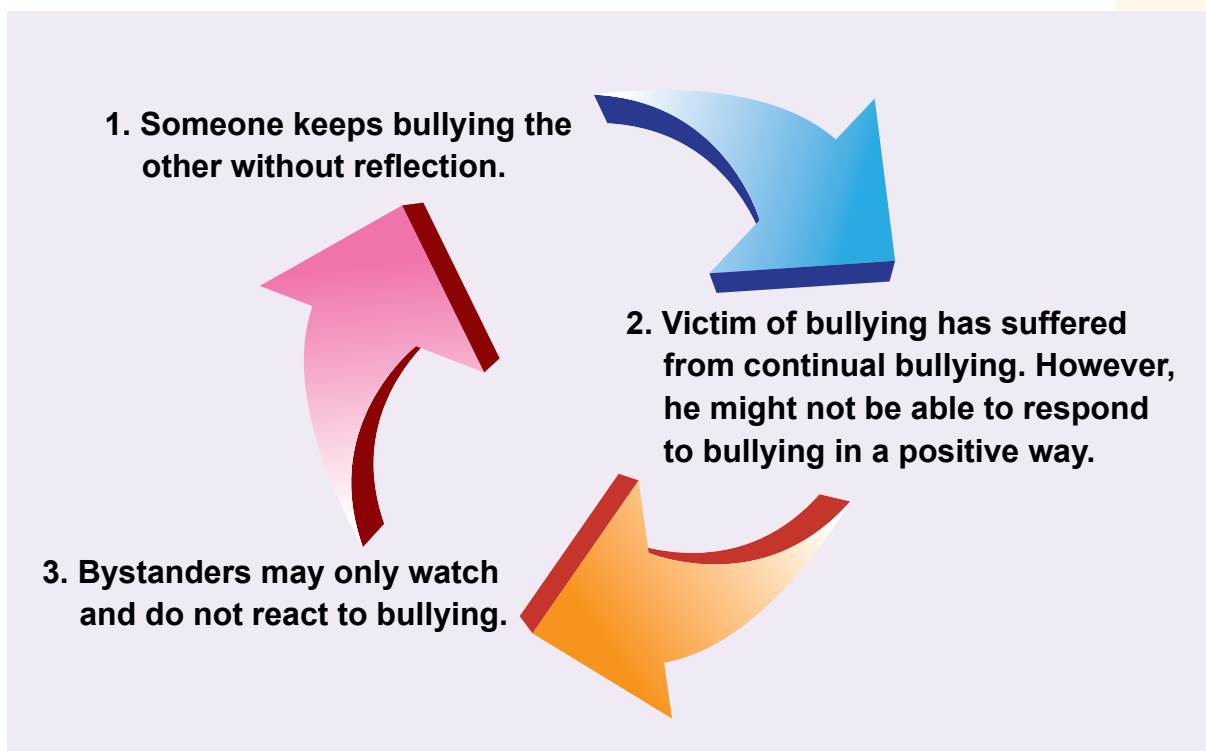 1. Someone keeps bullying the
other without reflection.
2. Victim of bullying has suffered
from continual bullying. However,
he might not be able to respond
to bullying in a positive way.
3. Bystanders may only watch
and do not react to bullying.